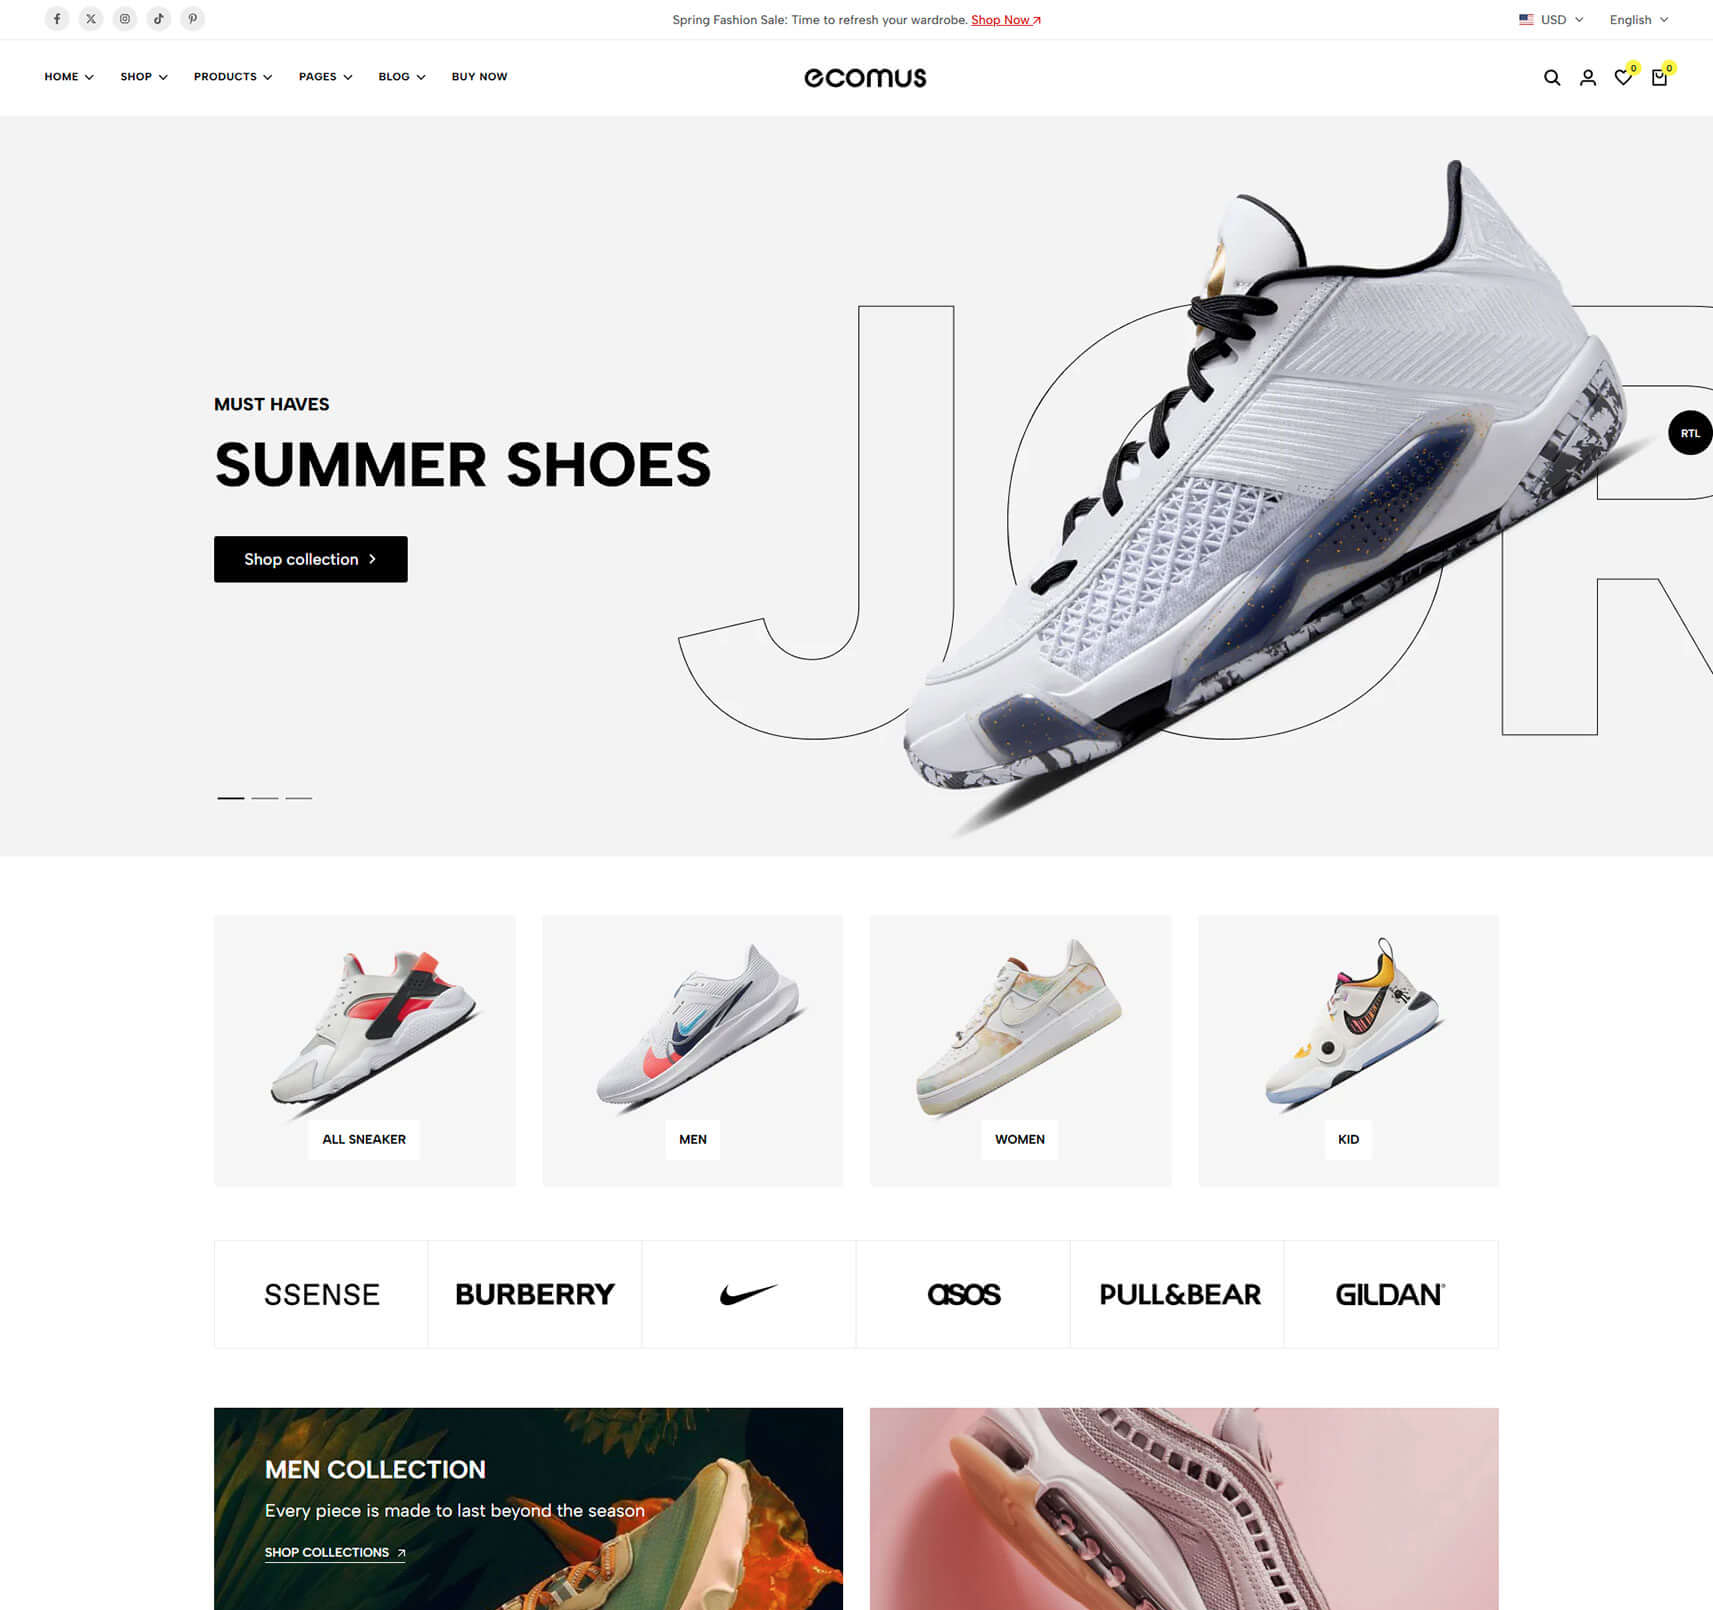 Spring Fashion Sale: Time to refresh your wardrobe. Shop Now
USD
English
HOME
SHOP
PRODUCTS
PAGES
BLOG
BUY NOW
ecomus
0
0
JOR
MUST HAVES
SUMMER SHOES
RTL
Shop collection
ALL SNEAKER
MEN
WOMEN
KID
SSENSE
BURBERRY
asos
PULL&BEAR
GILDAN®
MEN COLLECTION
Every piece is made to last beyond the season
SHOP COLLECTIONS